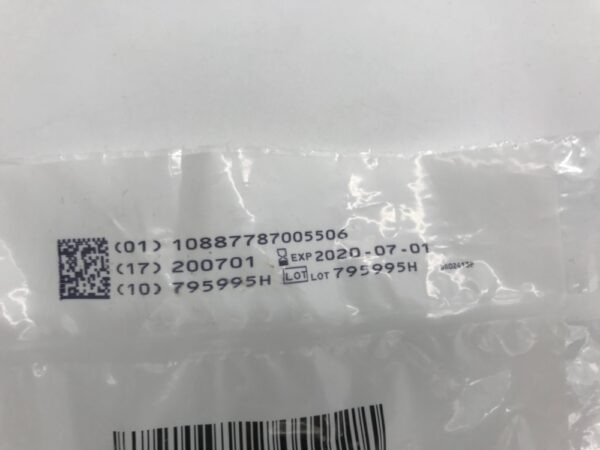 (01) 10887787005506
(17) 200701 EXP 2020-07-01
(10) 795995H LOT LOT 795995H